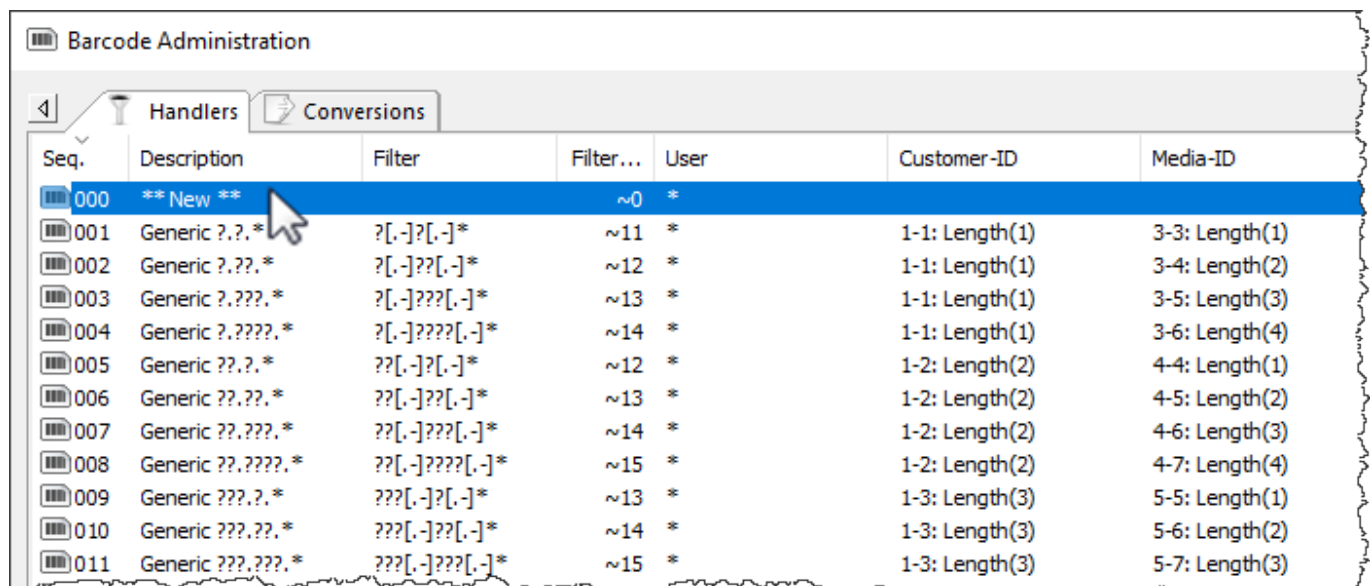 Barcode Administration
Handlers Conversions
Seq. Description Filter Filter... User Customer-ID Media-ID
000 ** New ** ~0 *
001 Generic ?.?.* ?[.-]?[.-]* ~11 * 1-1: Length(1) 3-3: Length(1)
002 Generic ?.??.* ?[.-]??[.-]* ~12 * 1-1: Length(1) 3-4: Length(2)
003 Generic ?.???.* ?[.-]???[.-]* ~13 * 1-1: Length(1) 3-5: Length(3)
004 Generic ?.????.* ?[.-]????[.-]* ~14 * 1-1: Length(1) 3-6: Length(4)
005 Generic ??.?.* ??[.-]?[.-]* ~12 * 1-2: Length(2) 4-4: Length(1)
006 Generic ??.??.* ??[.-]??[.-]* ~13 * 1-2: Length(2) 4-5: Length(2)
007 Generic ??.???.* ??[.-]???[.-]* ~14 * 1-2: Length(2) 4-6: Length(3)
008 Generic ??.????.* ??[.-]????[.-]* ~15 * 1-2: Length(2) 4-7: Length(4)
009 Generic ???.?.* ???[.-]?[.-]* ~13 * 1-3: Length(3) 5-5: Length(1)
010 Generic ???.??.* ???[.-]??[.-]* ~14 * 1-3: Length(3) 5-6: Length(2)
011 Generic ???.???.* ???[.-]???[.-]* ~15 * 1-3: Length(3) 5-7: Length(3)